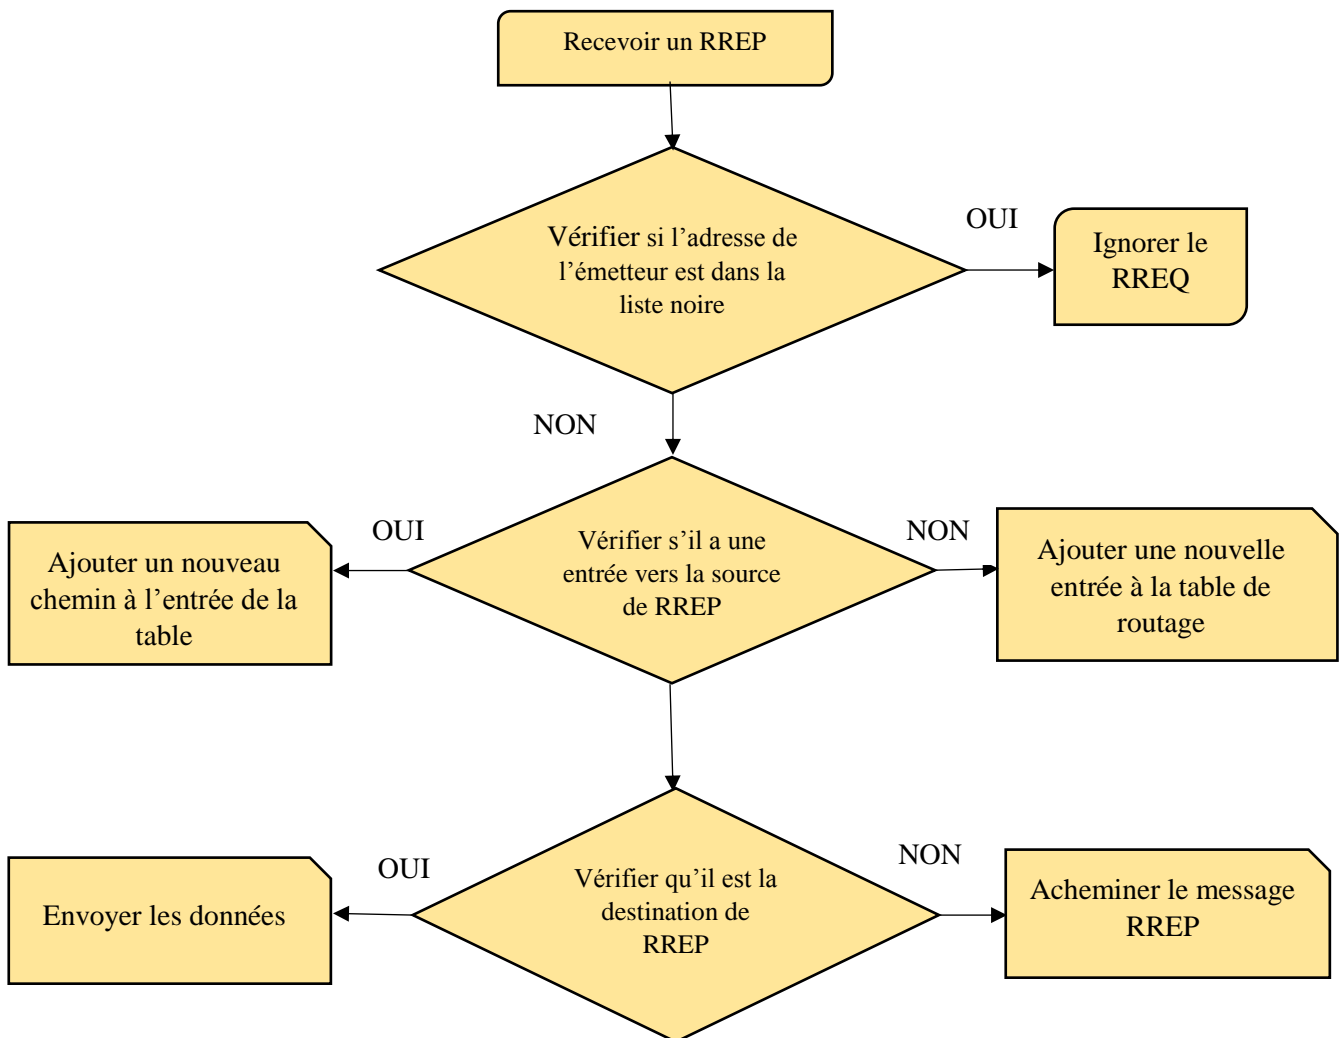 Recevoir un RREP
Vérifier si l’adresse de
l’émetteur est dans la
liste noire
OUI
Ignorer le
RREQ
NON
OUI
Vérifier s’il a une
entrée vers la source
de RREP
NON
Ajouter un nouveau
chemin à l’entrée de la
table
Ajouter une nouvelle
entrée à la table de
routage
OUI
Vérifier qu’il est la
destination de
RREP
NON
Envoyer les données
Acheminer le message
RREP